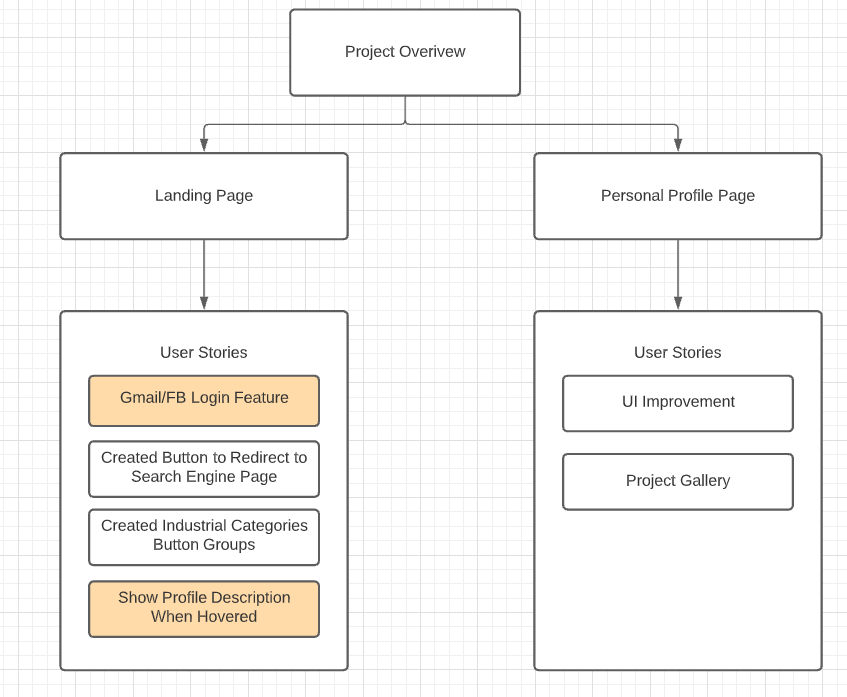 Project Overivew
Landing Page
Personal Profile Page
User Stories
Gmail/FB Login Feature
Created Button to Redirect to
Search Engine Page
Created Industrial Categories
Button Groups
Show Profile Description
When Hovered
User Stories
UI Improvement
Project Gallery